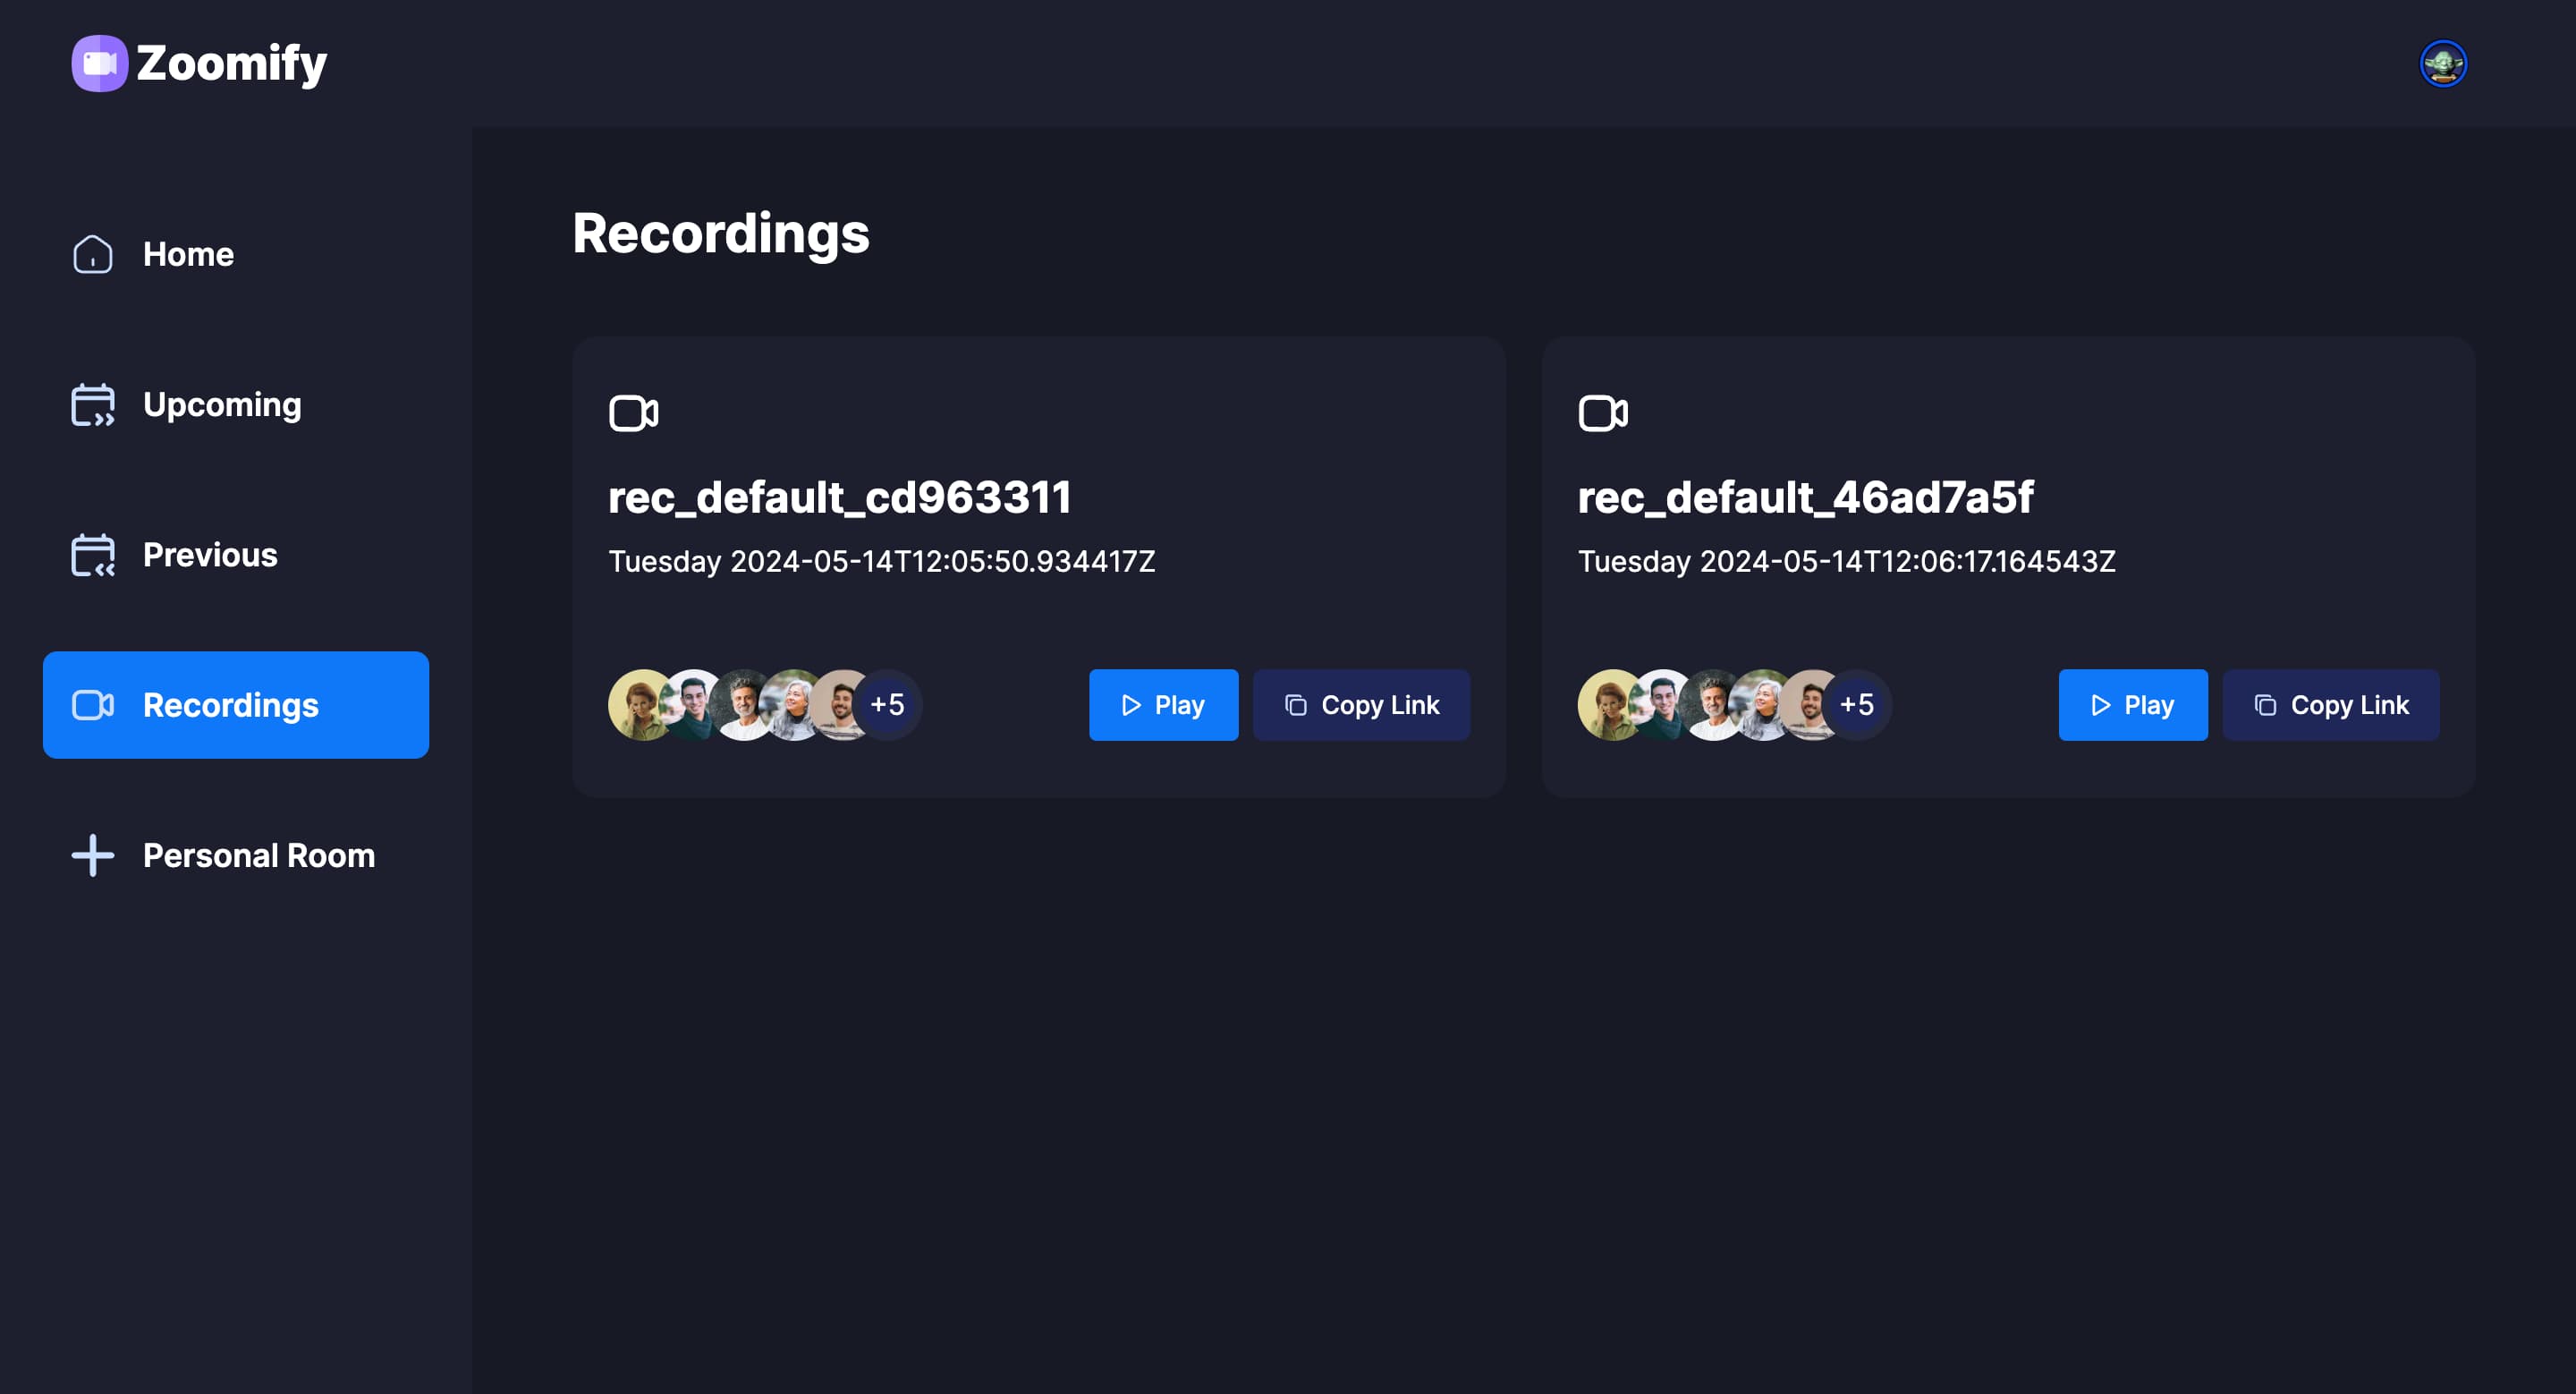 Zoomify
Home
Upcoming
Previous
Recordings
Personal Room
Recordings
rec_default_cd963311
Tuesday 2024-05-14T12:05:50.934417Z
+5
Play
Copy Link
rec_default_46ad7a5f
Tuesday 2024-05-14T12:06:17.164543Z
+5
Play
Copy Link